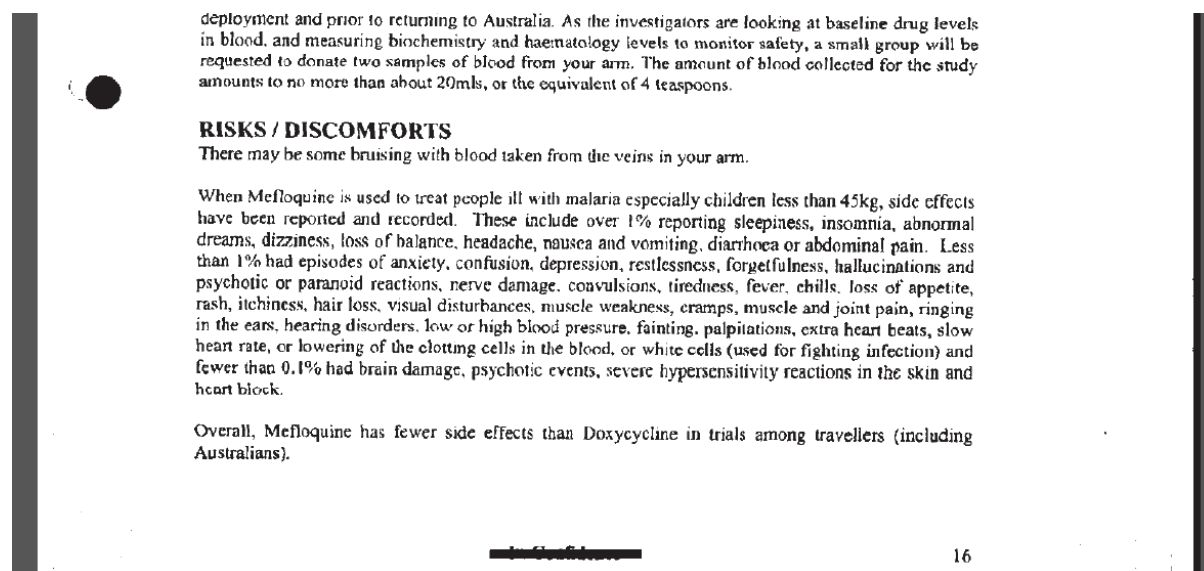 deployment and prior to returning to Australia. As the investigators are looking at baseline drug levels
in blood, and measuring biochemistry and haematology levels to monitor safety, a small group will be
requested to donate two samples of blood from your arm. The amount of blood collected for the study
amounts to no more than about 20mls, or the equivalent of 4 teaspoons.
RISKS / DISCOMFORTS
There may be some bruising with blood taken from the veins in your arm.
When Mefloquine is used to treat people ill with malaria especially children less than 45kg, side effects
have been reported and recorded. These include over 1% reporting sleepiness, insomnia, abnormal
dreams, dizziness, loss of balance, headache, nausea and vomiting, diarrhoea or abdominal pain. Less
than 1% had episodes of anxiety, confusion, depression, restlessness, forgetfulness, hallucinations and
psychotic or paranoid reactions, nerve damage, convulsions, tiredness, fever, chills, loss of appetite,
rash, itchiness, hair loss, visual disturbances, muscle weakness, cramps, muscle and joint pain, ringing
in the ears, hearing disorders, low or high blood pressure, fainting, palpitations, extra heart beats, slow
heart rate, or lowering of the clotting cells in the blood, or white cells (used for fighting infection) and
fewer than 0.1% had brain damage, psychotic events, severe hypersensitivity reactions in the skin and
heart block.
Overall, Mefloquine has fewer side effects than Doxycycline in trials among travellers (including
Australians).
16